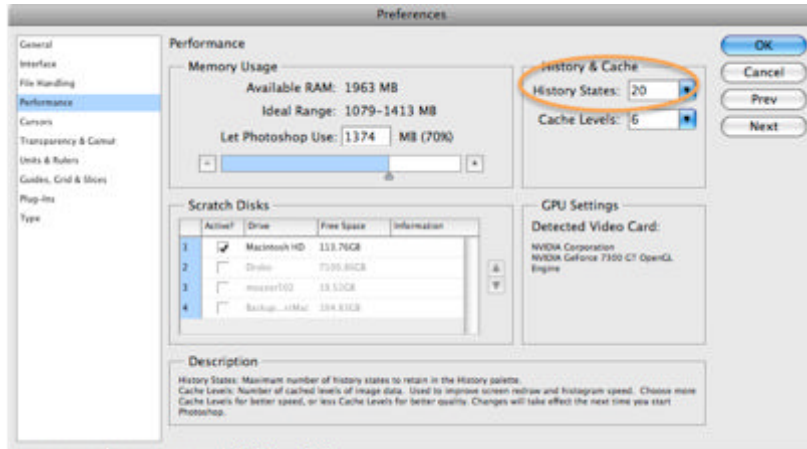 Preferences
General
Interface
File Handling
Performance
Cursors
Transparency & Gamut
Units & Rulers
Guides, Grid & Slices
Plug-Ins
Type
Performance
Memory Usage
Available RAM: 1963 MB
Ideal Range: 1079-1413 MB
Let Photoshop Use: 1374 MB (70%)
- +
History & Cache
History States: 20
Cache Levels: 6
OK
Cancel
Prev
Next
Scratch Disks
Active? Drive Free Space Information
1 Macintosh HD 113.76GB
2
3
4
GPU Settings
Detected Video Card:
NVIDIA Corporation
NVIDIA GeForce 7300 GT OpenGL
Engine
Description
History States: Maximum number of history states to retain in the History palette.
Cache Levels: Number of cached levels of image data. Used to improve screen redraw and histogram speed. Choose more
Cache Levels for better speed, or less Cache Levels for better quality. Changes will take effect the next time you start
Photoshop.